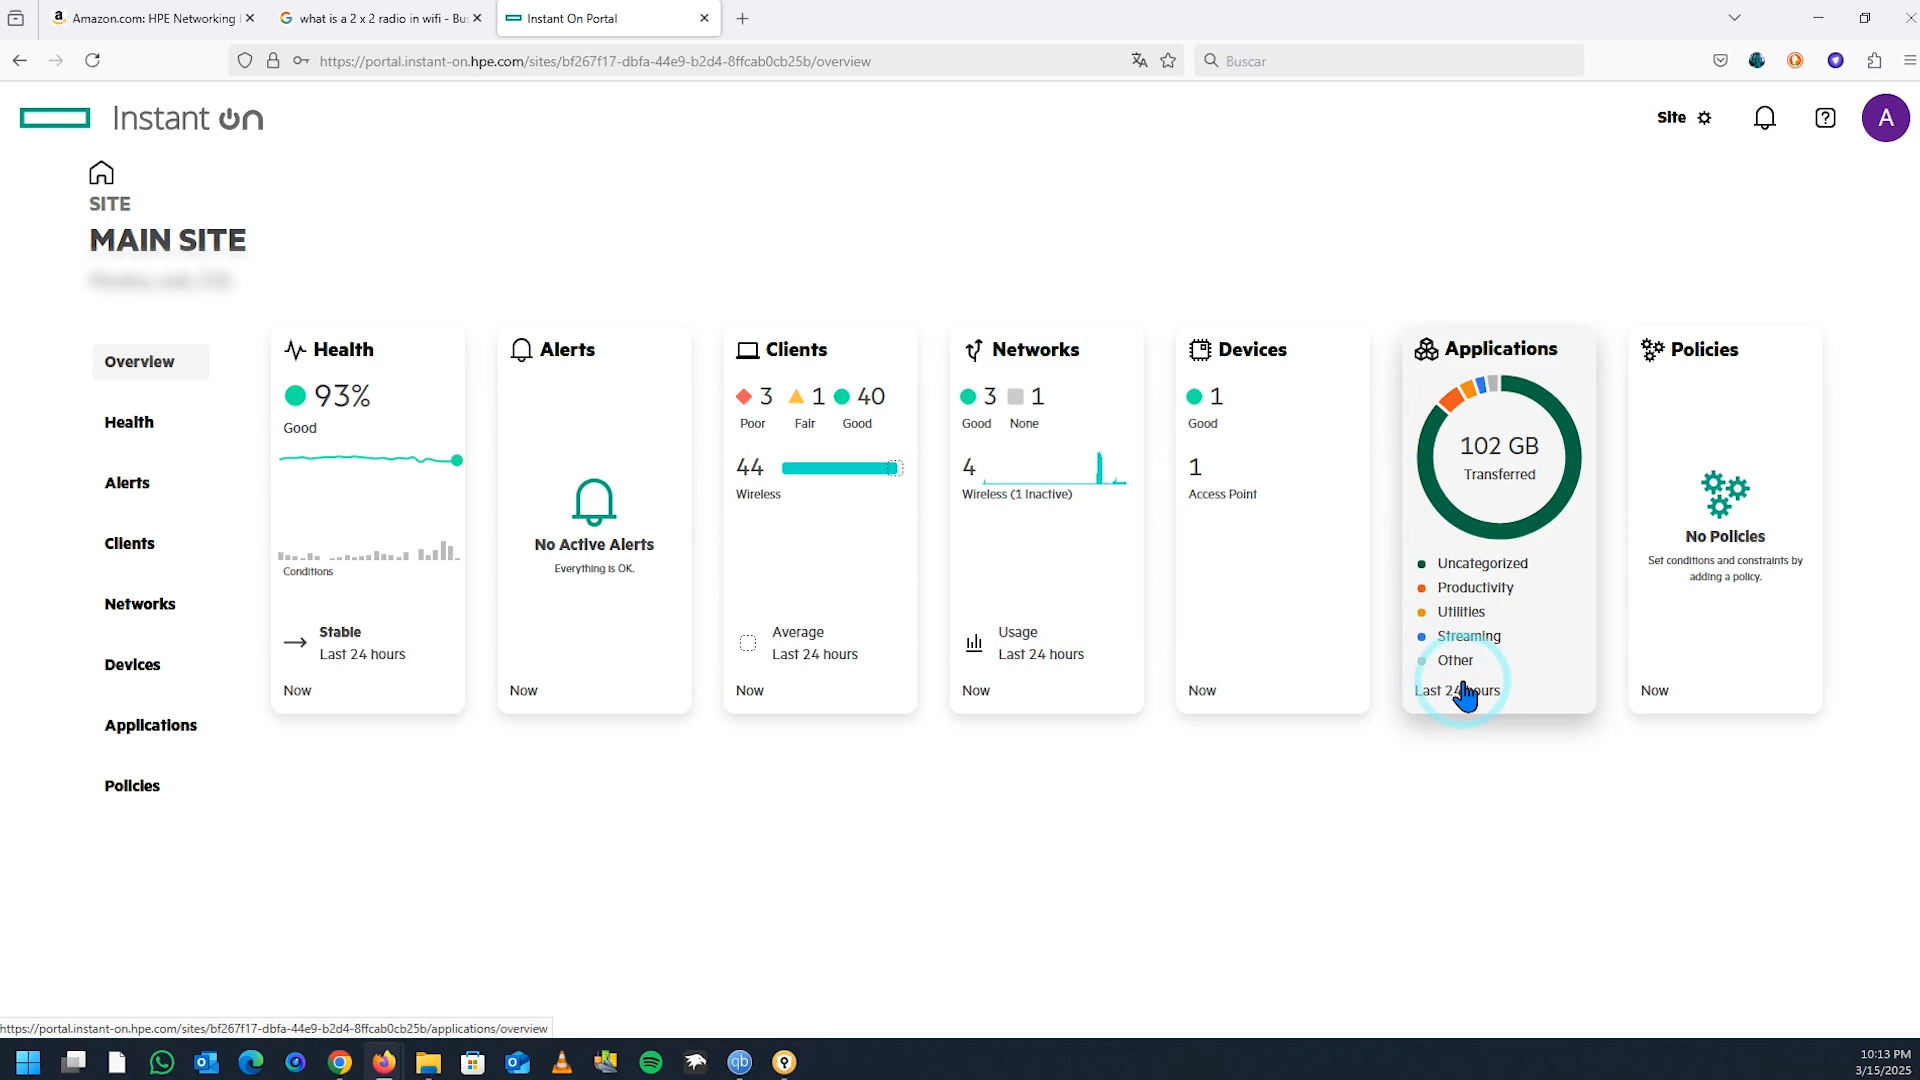 Amazon.com: HPE Networking
what is a 2 x 2 radio in wifi - Bus
Instant On Portal
https://portal.instant-on.hpe.com/sites/bf267f17-dbfa-44e9-b2d4-8ffcab0cb25b/overview
Buscar
Instant On
Site
A
SITE
MAIN SITE
Overview
Health
Alerts
Clients
Networks
Devices
Applications
Policies
Health
93%
Good
Conditions
Stable
Last 24 hours
Now
Alerts
No Active Alerts
Everything is OK.
Now
Clients
3 1 40
Poor Fair Good
44
Wireless
Average
Last 24 hours
Now
Networks
3 1
Good None
4
Wireless (1 Inactive)
Usage
Last 24 hours
Now
Devices
1
Good
1
Access Point
Now
Applications
102 GB
Transferred
Uncategorized
Productivity
Utilities
Streaming
Other
Last 24 hours
Policies
No Policies
Set conditions and constraints by
adding a policy.
Now
https://portal.instant-on.hpe.com/sites/bf267f17-dbfa-44e9-b2d4-8ffcab0cb25b/applications/overview
qb
10:13 PM
3/15/2025